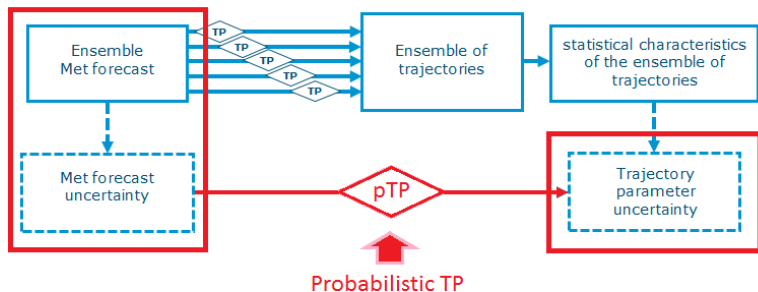 Ensemble
Met forecast
TP
TP
TP
TP
TP
Ensemble of
trajectories
statistical characteristics
of the ensemble of
trajectories
Met forecast
uncertainty
pTP
Trajectory
parameter
uncertainty
Probabilistic TP